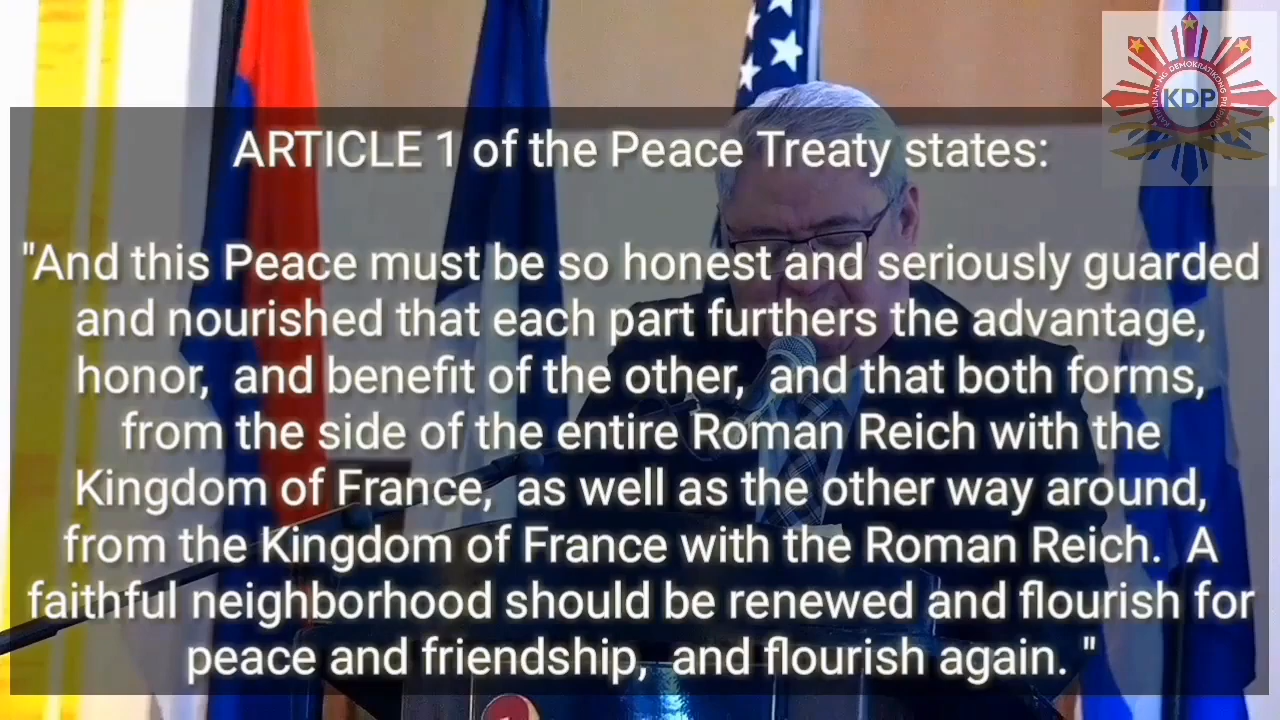 KATIPUNAN NG DEMOKRATIKONG PILIPINO
KDP
ARTICLE 1 of the Peace Treaty states:
"And this Peace must be so honest and seriously guarded
and nourished that each part furthers the advantage,
honor, and benefit of the other, and that both forms,
from the side of the entire Roman Reich with the
Kingdom of France, as well as the other way around,
from the Kingdom of France with the Roman Reich. A
faithful neighborhood should be renewed and flourish for
peace and friendship, and flourish again. "